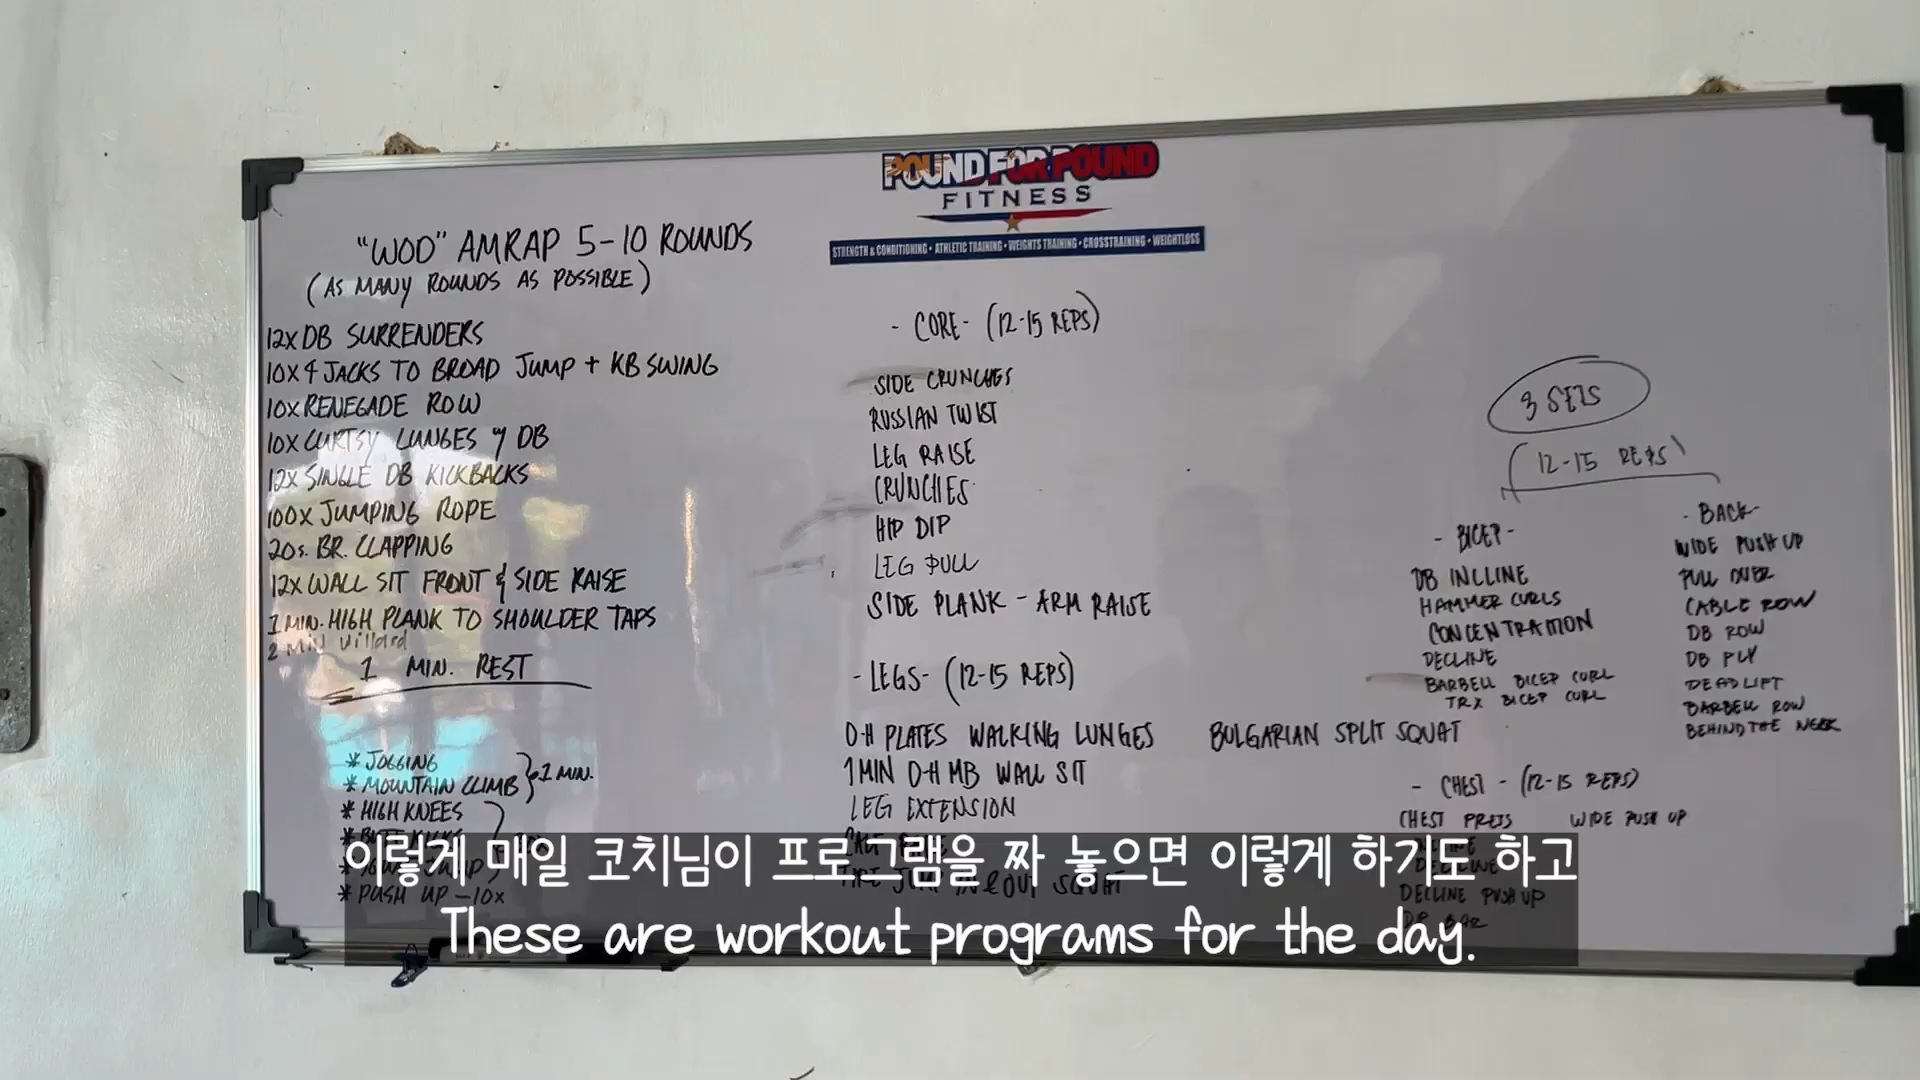 POUND FOR POUND
FITNESS
STRENGTH & CONDITIONING • ATHLETIC TRAINING • WEIGHTS TRAINING • CROSSTRAINING • WEIGHTLOSS
"WOD" AMRAP 5-10 ROUNDS
(AS MANY ROUNDS AS POSSIBLE)
12X DB SURRENDERS
10X 4 JACKS TO BROAD JUMP + KB SWING
10X RENEGADE ROW
10X CURTSY LUNGES DB
12X SINGLE DB KICKBACKS
100X JUMPING ROPE
20s. BR. CLAPPING
12X WALL SIT FRONT & SIDE RAISE
1 MIN. HIGH PLANK TO SHOULDER TAPS
2 MIN
1 MIN. REST
* JOGGING
* MOUNTAIN CLIMB } 1 MIN.
* HIGH KNEES
* PUSH UP - 10X
- CORE - (12-15 REPS)
SIDE CRUNCHES
RUSSIAN TWIST
LEG RAISE
CRUNCHES
HIP DIP
LEG PULL
SIDE PLANK - ARM RAISE
- LEGS - (12-15 REPS)
O-H PLATES WALKING LUNGES BULGARIAN SPLIT SQUAT
1 MIN O-H MB WALL SIT
LEG EXTENSION
3 SETS
(12-15 REPS)
- BICEP -
DB INCLINE
HAMMER CURLS
CONCENTRATION
DECLINE
BARBELL BICEP CURL
TRX BICEP CURL
- BACK -
WIDE PUSH UP
PULL OVER
CABLE ROW
DB ROW
DB FLY
DEADLIFT
BARBELL ROW
BEHIND THE NECK
- CHEST - (12-15 REPS)
CHEST PRESS WIDE PUSH UP
DECLINE
DECLINE PUSH UP
이렇게 매일 코치님이 프로그램을 짜 놓으면 이렇게 하기도 하고
These are workout programs for the day.